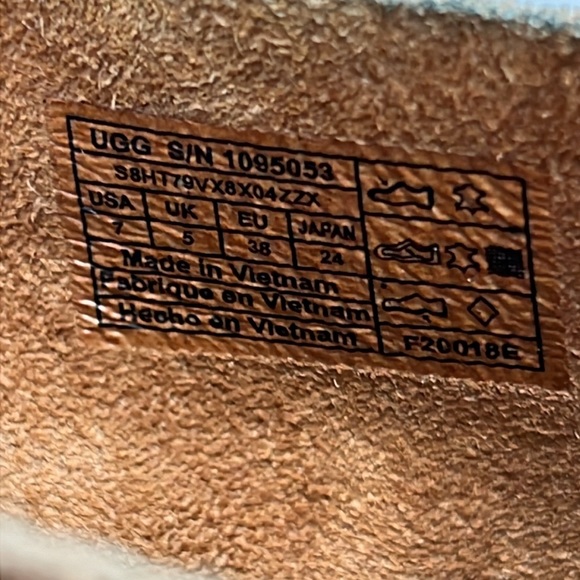 UGG S/N 1095053
S8HT79VX8X04ZZX
USA UK EU JAPAN
7 5 38 24
Made in Vietnam
Fabrique en Vietnam
Hecho en Vietnam
F20018E